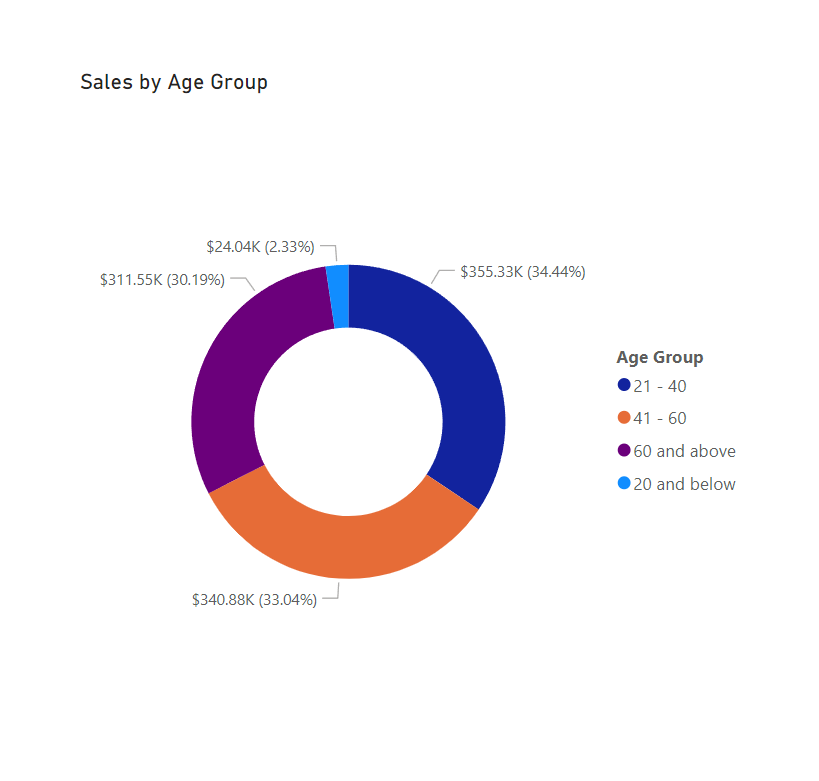 Sales by Age Group
$24.04K (2.33%)
$311.55K (30.19%)
$355.33K (34.44%)
$340.88K (33.04%)
Age Group
21 - 40
41 - 60
60 and above
20 and below